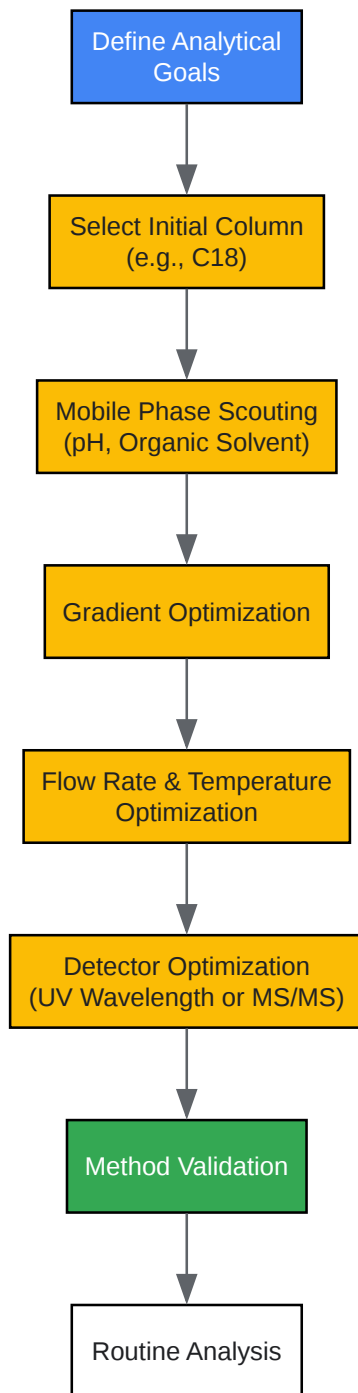 Define Analytical
Goals
Select Initial Column
(e.g., C18)
Mobile Phase Scouting
(pH, Organic Solvent)
Gradient Optimization
Flow Rate & Temperature
Optimization
Detector Optimization
(UV Wavelength or MS/MS)
Method Validation
Routine Analysis